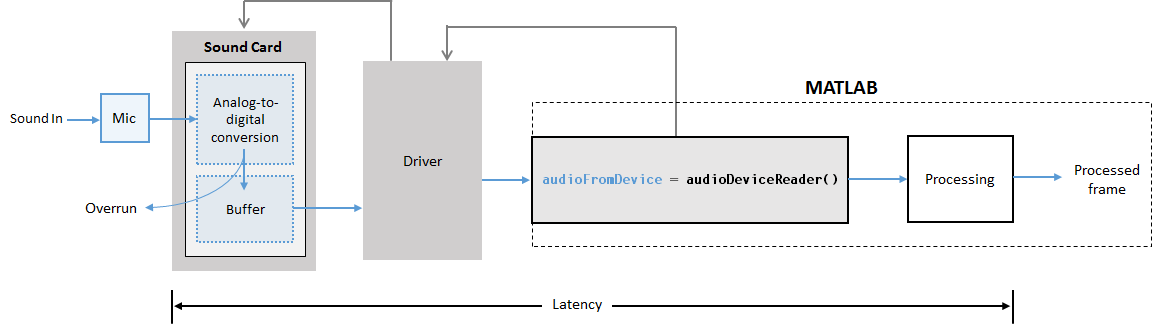 Sound Card
MATLAB
Sound In
Mic
Analog-to-
digital
conversion
Driver
audioFromDevice = audioDeviceReader()
Processing
Processed
frame
Overrun
Buffer
Latency